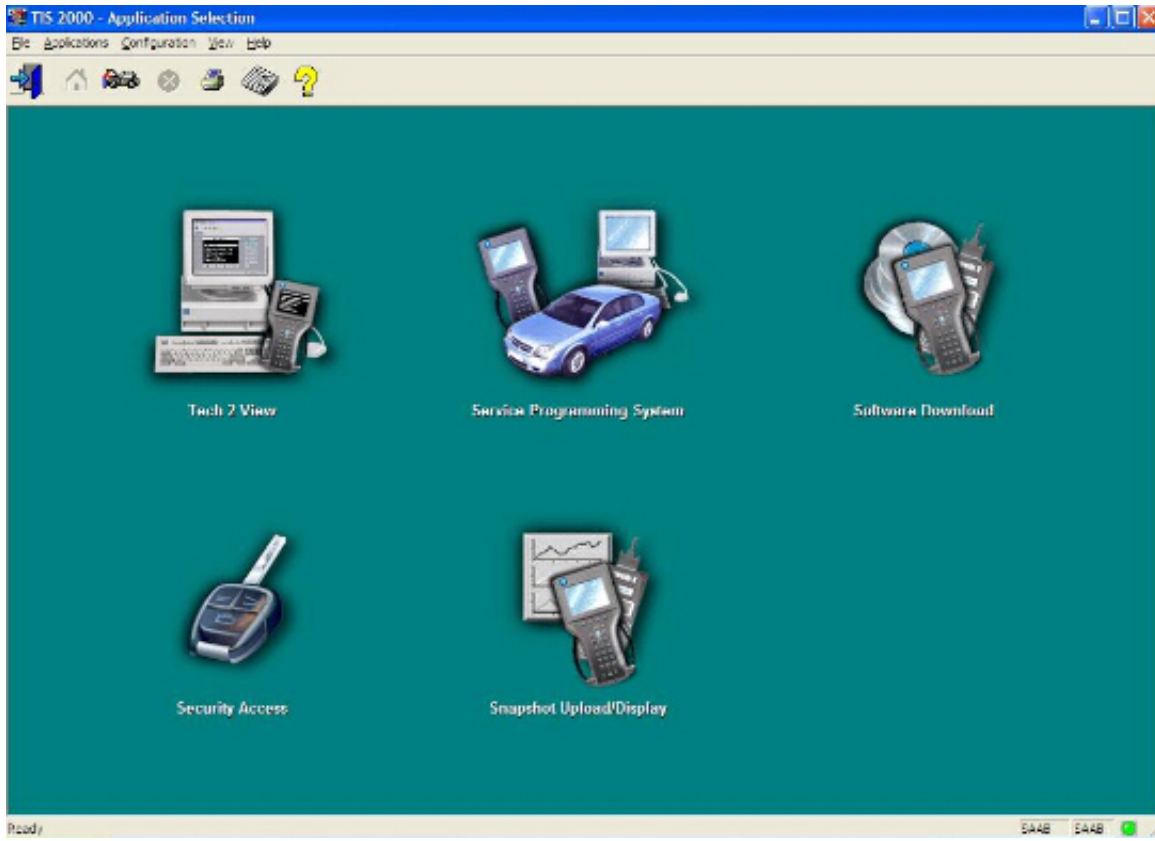 TIS 2000 - Application Selection
File Applications Configuration View Help
Tech 2 View
Service Programming System
Software Download
Security Access
Snapshot Upload/Display
Ready
SAAB SAAB